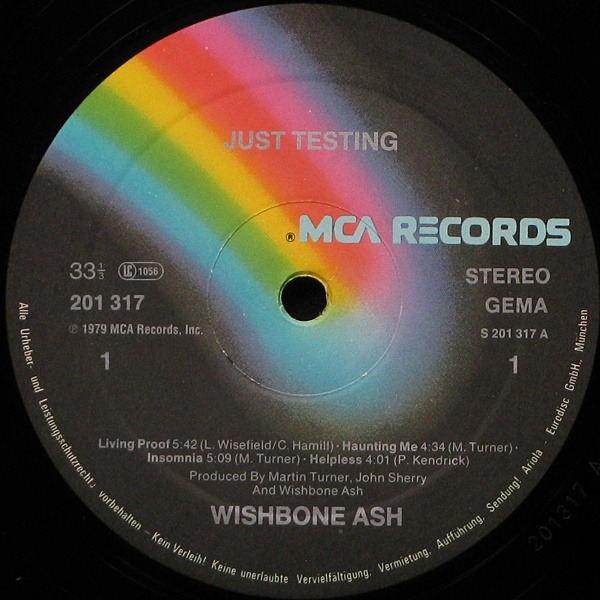 JUST TESTING
® MCA RECORDS
33 1/3 LC 1056
STEREO
201 317
GEMA
℗ 1979 MCA Records, Inc.
S 201 317 A
1
1
Living Proof 5:42 (L. Wisefield/C. Hamill) · Haunting Me 4:34 (M. Turner) ·
Insomnia 5:09 (M. Turner) · Helpless 4:01 (P. Kendrick)
Produced By Martin Turner, John Sherry
And Wishbone Ash
WISHBONE ASH
Alle Urheber- und Leistungsschutzrechte vorbehalten - Kein Verleih! Keine unerlaubte Vervielfältigung, Vermietung, Aufführung, Sendung! Ariola - Eurodisc GmbH., München
201317 A